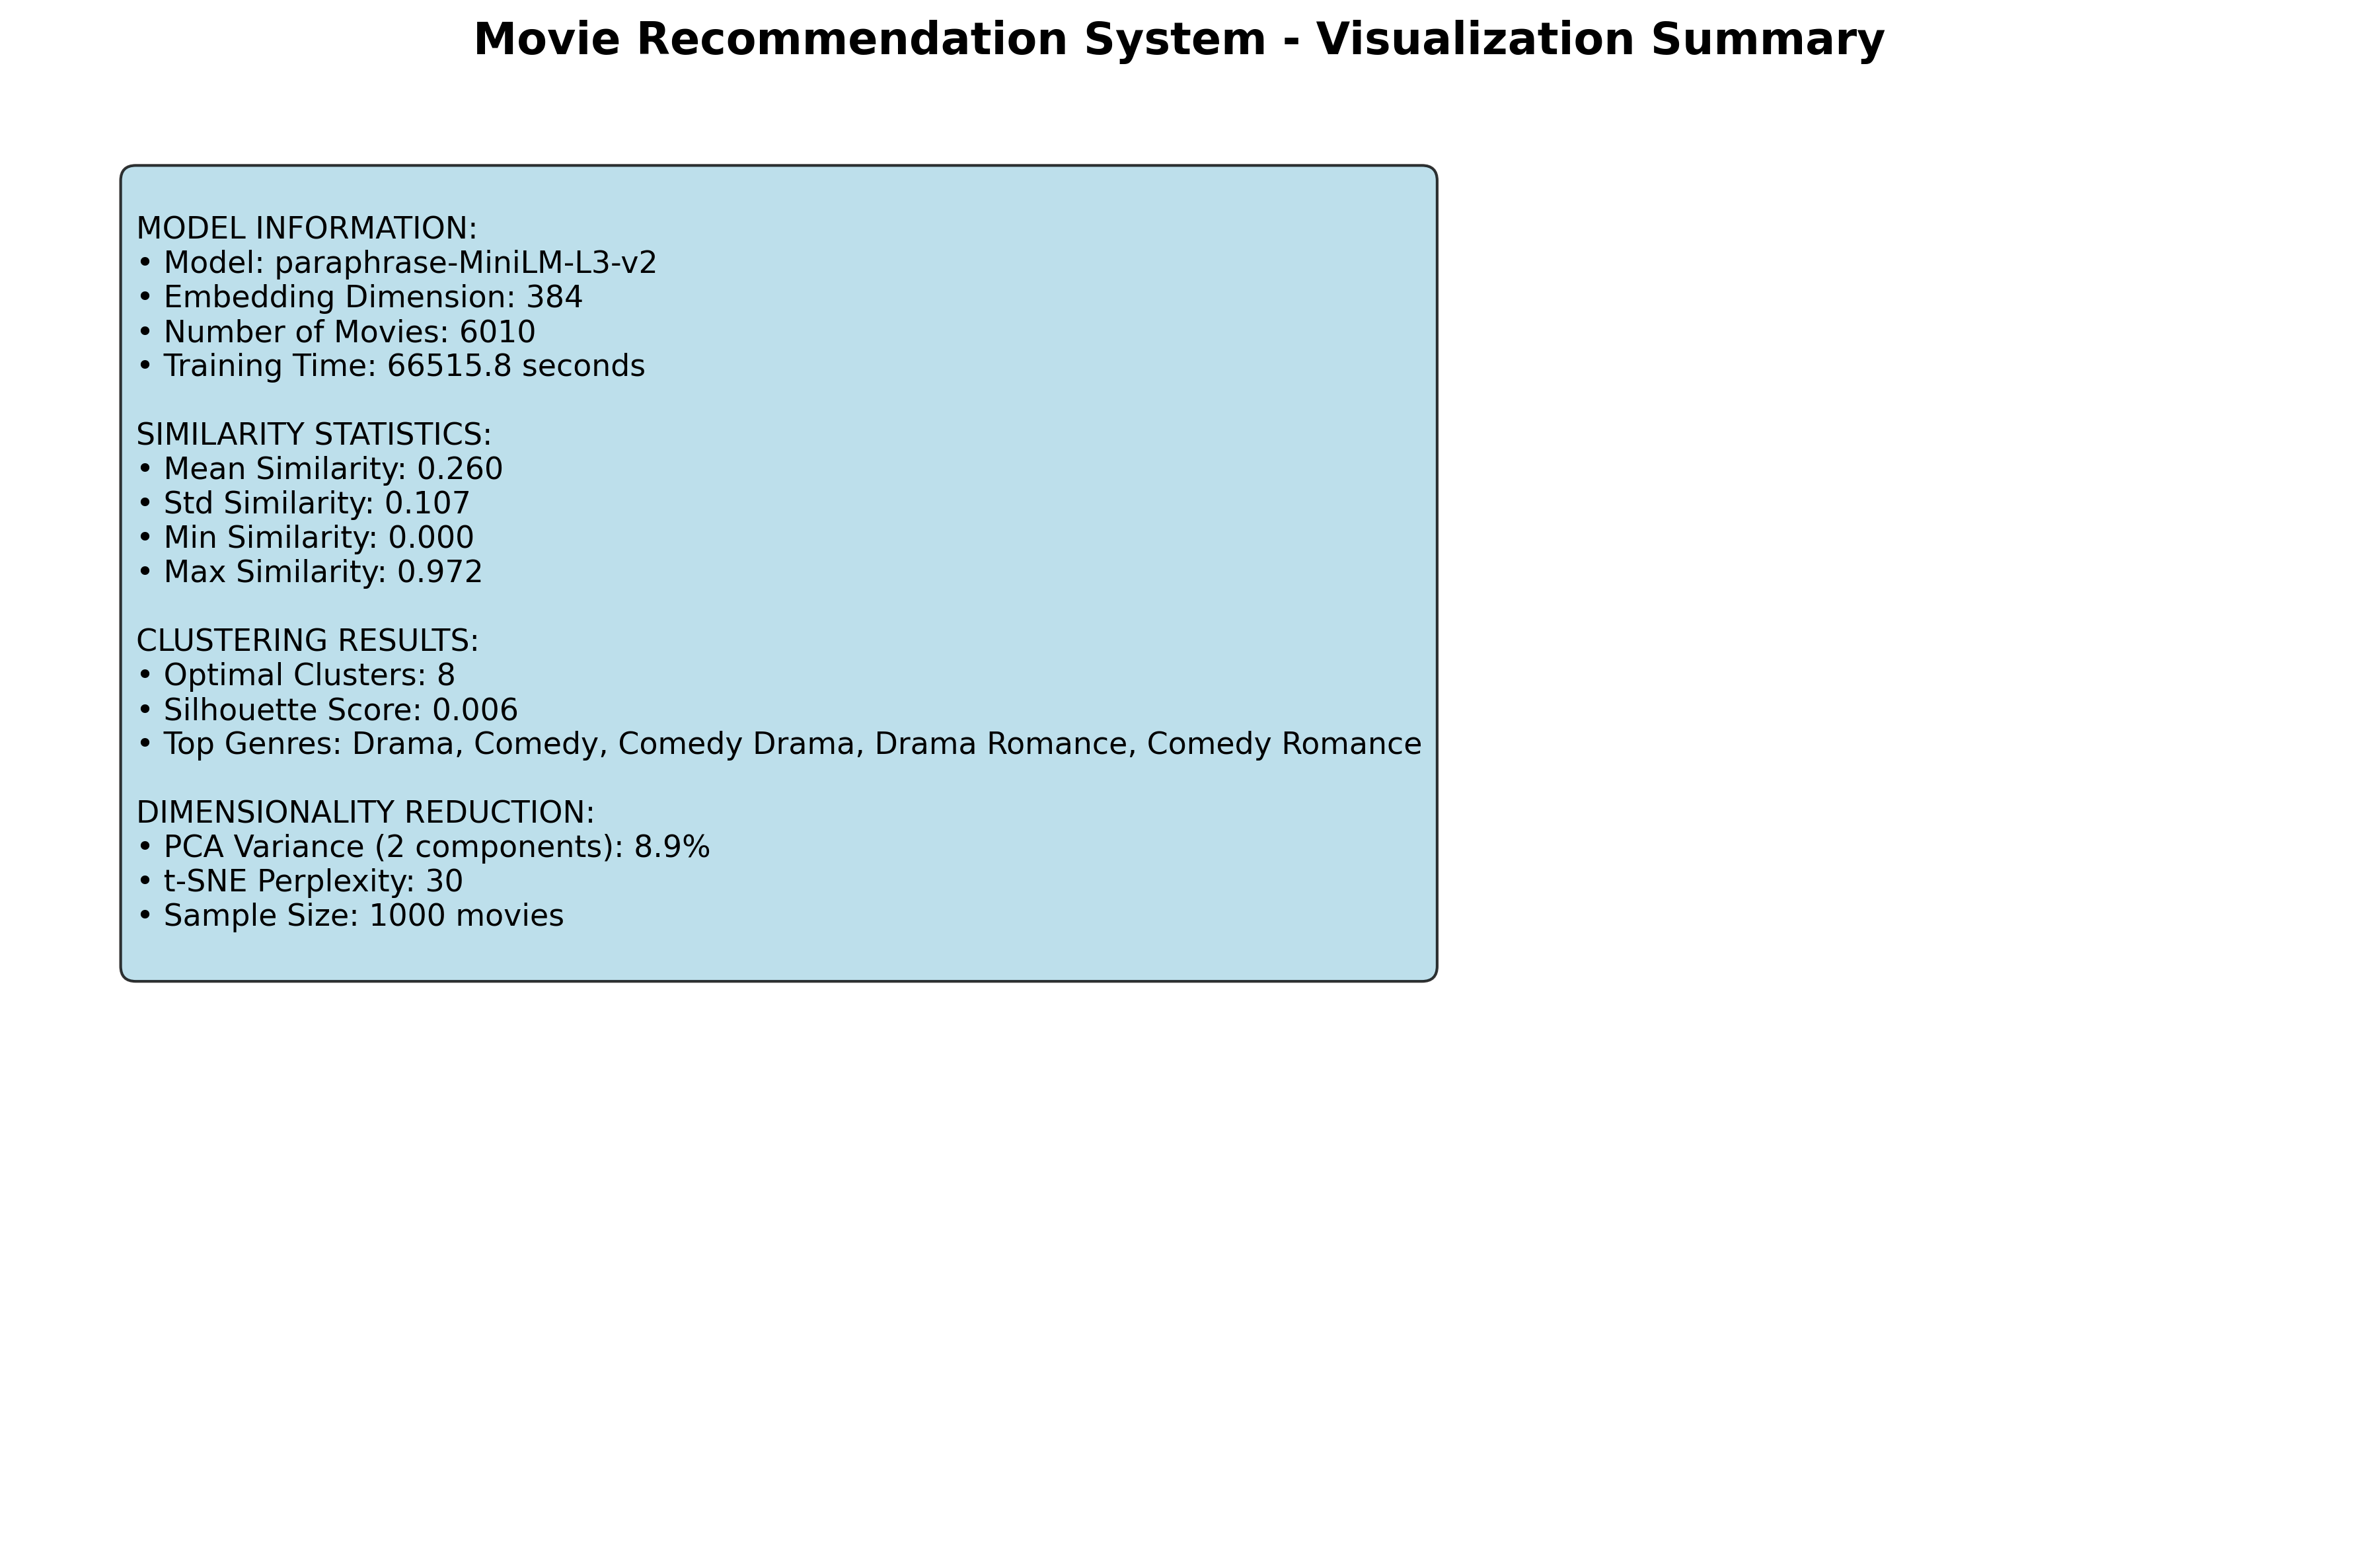 Movie Recommendation System - Visualization Summary
MODEL INFORMATION:
• Model: paraphrase-MiniLM-L3-v2
• Embedding Dimension: 384
• Number of Movies: 6010
• Training Time: 66515.8 seconds
SIMILARITY STATISTICS:
• Mean Similarity: 0.260
• Std Similarity: 0.107
• Min Similarity: 0.000
• Max Similarity: 0.972
CLUSTERING RESULTS:
• Optimal Clusters: 8
• Silhouette Score: 0.006
• Top Genres: Drama, Comedy, Comedy Drama, Drama Romance, Comedy Romance
DIMENSIONALITY REDUCTION:
• PCA Variance (2 components): 8.9%
• t-SNE Perplexity: 30
• Sample Size: 1000 movies